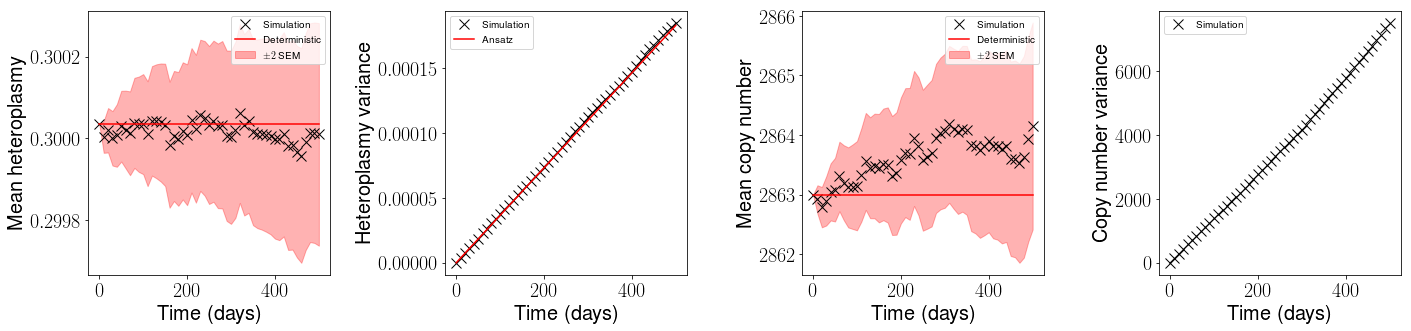 Mean heteroplasmy
0.3002
0.3000
0.2998
0
200
400
Time (days)
Simulation
Deterministic
±2 SEM
Heteroplasmy variance
0.00015
0.00010
0.00005
0.00000
0
200
400
Time (days)
Simulation
Ansatz
Mean copy number
2866
2865
2864
2863
2862
0
200
400
Time (days)
Simulation
Deterministic
±2 SEM
Copy number variance
6000
4000
2000
0
0
200
400
Time (days)
Simulation